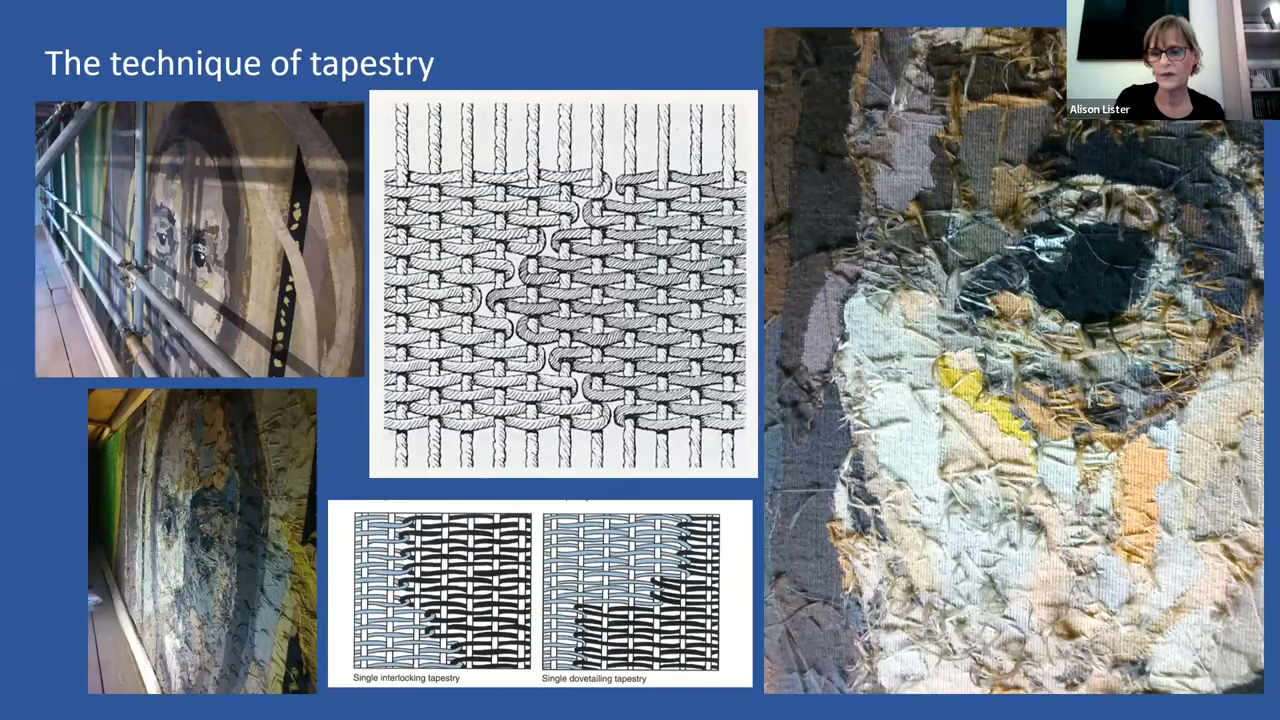 The technique of tapestry
Alison Lister
Single interlocking tapestry
Single dovetailing tapestry